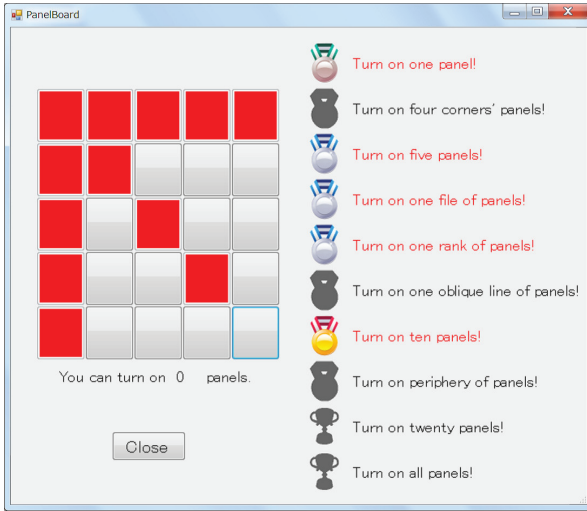 PanelBoard
Turn on one panel!
Turn on four corners' panels!
Turn on five panels!
Turn on one file of panels!
Turn on one rank of panels!
Turn on one oblique line of panels!
Turn on ten panels!
Turn on periphery of panels!
Turn on twenty panels!
Turn on all panels!
You can turn on 0 panels.
Close